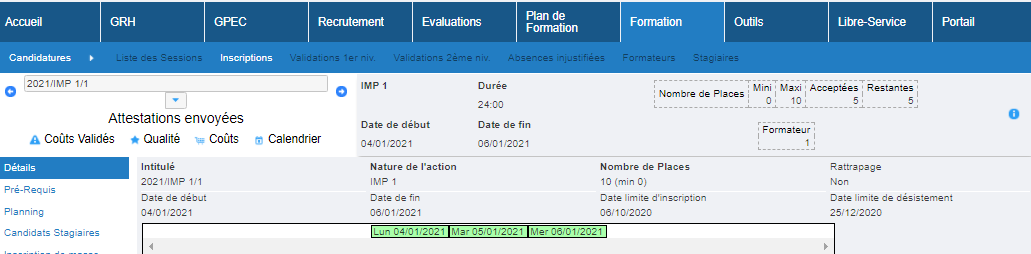 Accueil GRH GPEC Recrutement Evaluations Plan de Formation Formation Outils Libre-Service Portail
Candidatures Liste des Sessions Inscriptions Validations 1er niv. Validations 2ème niv. Absences injustifiées Formateurs Stagiaires
2021/IMP 1/1
Attestations envoyées
Coûts Validés Qualité Coûts Calendrier
IMP 1 Durée
24:00
Date de début Date de fin
04/01/2021 06/01/2021
Nombre de Places Mini Maxi Acceptées Restantes
0 10 5 5
Formateur
1
Détails
Pré-Requis
Planning
Candidats Stagiaires
Inscription de masse
Intitulé Nature de l'action Nombre de Places Rattrapage
2021/IMP 1/1 IMP 1 10 (min 0) Non
Date de début Date de fin Date limite d'inscription Date limite de désistement
04/01/2021 06/01/2021 06/10/2020 25/12/2020
Lun 04/01/2021 Mar 05/01/2021 Mer 06/01/2021